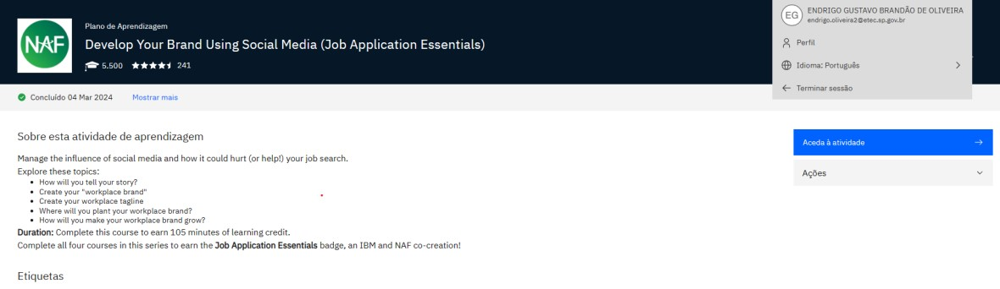 NAF
Plano de Aprendizagem
Develop Your Brand Using Social Media (Job Application Essentials)
5.500 241
EG
ENDRIGO GUSTAVO BRANDÃO DE OLIVEIRA
endrigo.oliveira2@etec.sp.gov.br
Perfil
Idioma: Português
Terminar sessão
Concluído 04 Mar 2024 Mostrar mais
Sobre esta atividade de aprendizagem
Manage the influence of social media and how it could hurt (or help!) your job search.
Explore these topics:
• How will you tell your story?
• Create your "workplace brand"
• Create your workplace tagline
• Where will you plant your workplace brand?
• How will you make your workplace brand grow?
Duration: Complete this course to earn 105 minutes of learning credit.
Complete all four courses in this series to earn the Job Application Essentials badge, an IBM and NAF co-creation!
Etiquetas
Aceda à atividade
Ações